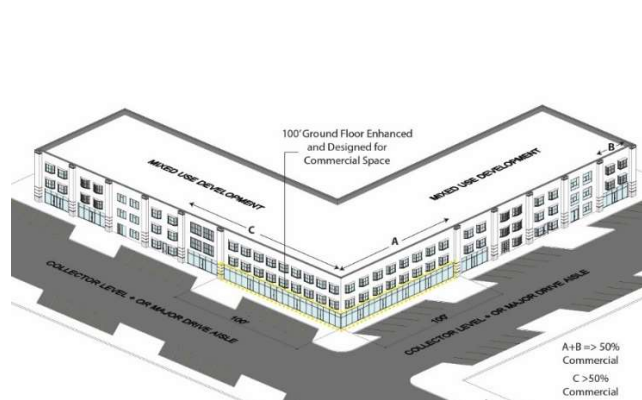 100' Ground Floor Enhanced
and Designed for
Commercial Space
MIXED USE DEVELOPMENT
MIXED USE DEVELOPMENT
B
C
A
COLLECTOR LEVEL + OR MAJOR DRIVE AISLE
100'
100'
COLLECTOR LEVEL + OR MAJOR DRIVE AISLE
A+B => 50%
Commercial
C >50%
Commercial